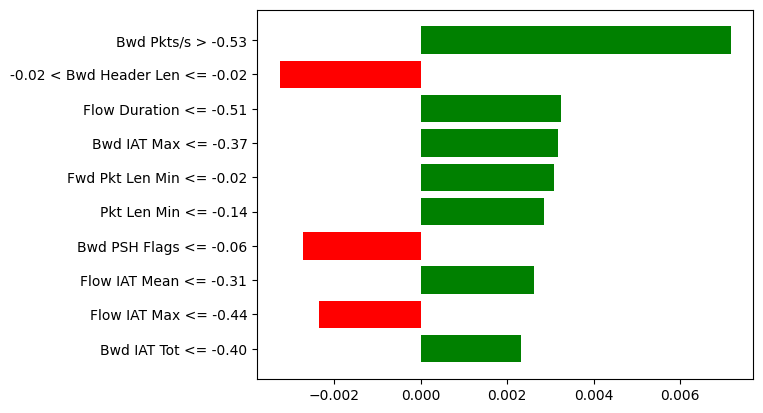 Bwd Pkts/s > -0.53
-0.02 < Bwd Header Len <= -0.02
Flow Duration <= -0.51
Bwd IAT Max <= -0.37
Fwd Pkt Len Min <= -0.02
Pkt Len Min <= -0.14
Bwd PSH Flags <= -0.06
Flow IAT Mean <= -0.31
Flow IAT Max <= -0.44
Bwd IAT Tot <= -0.40
−0.002 0.000 0.002 0.004 0.006